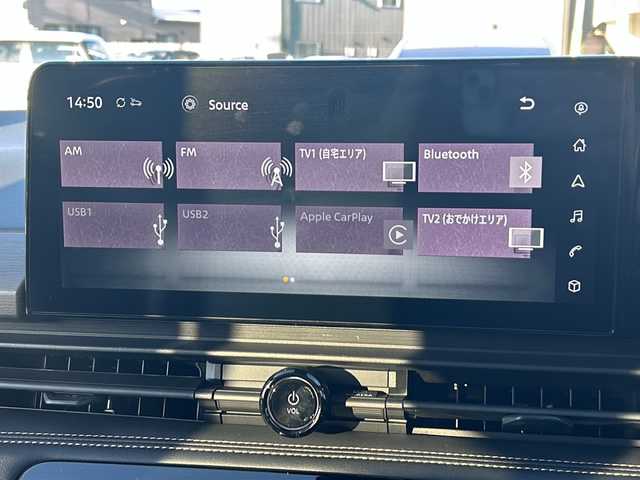 14:50
Source
AM
FM
TV1 (自宅エリア)
Bluetooth
USB1
USB2
Apple CarPlay
TV2 (おでかけエリア)
VOL